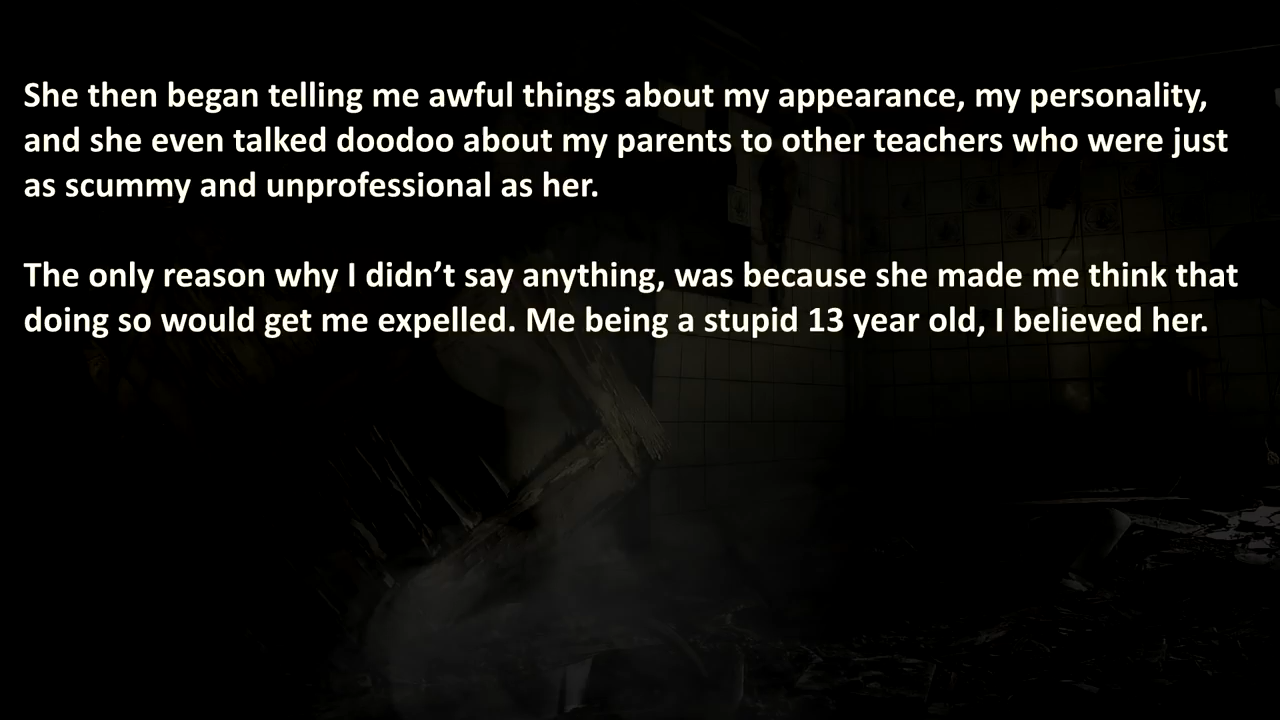 She then began telling me awful things about my appearance, my personality,
and she even talked doodoo about my parents to other teachers who were just
as scummy and unprofessional as her.
The only reason why I didn’t say anything, was because she made me think that
doing so would get me expelled. Me being a stupid 13 year old, I believed her.